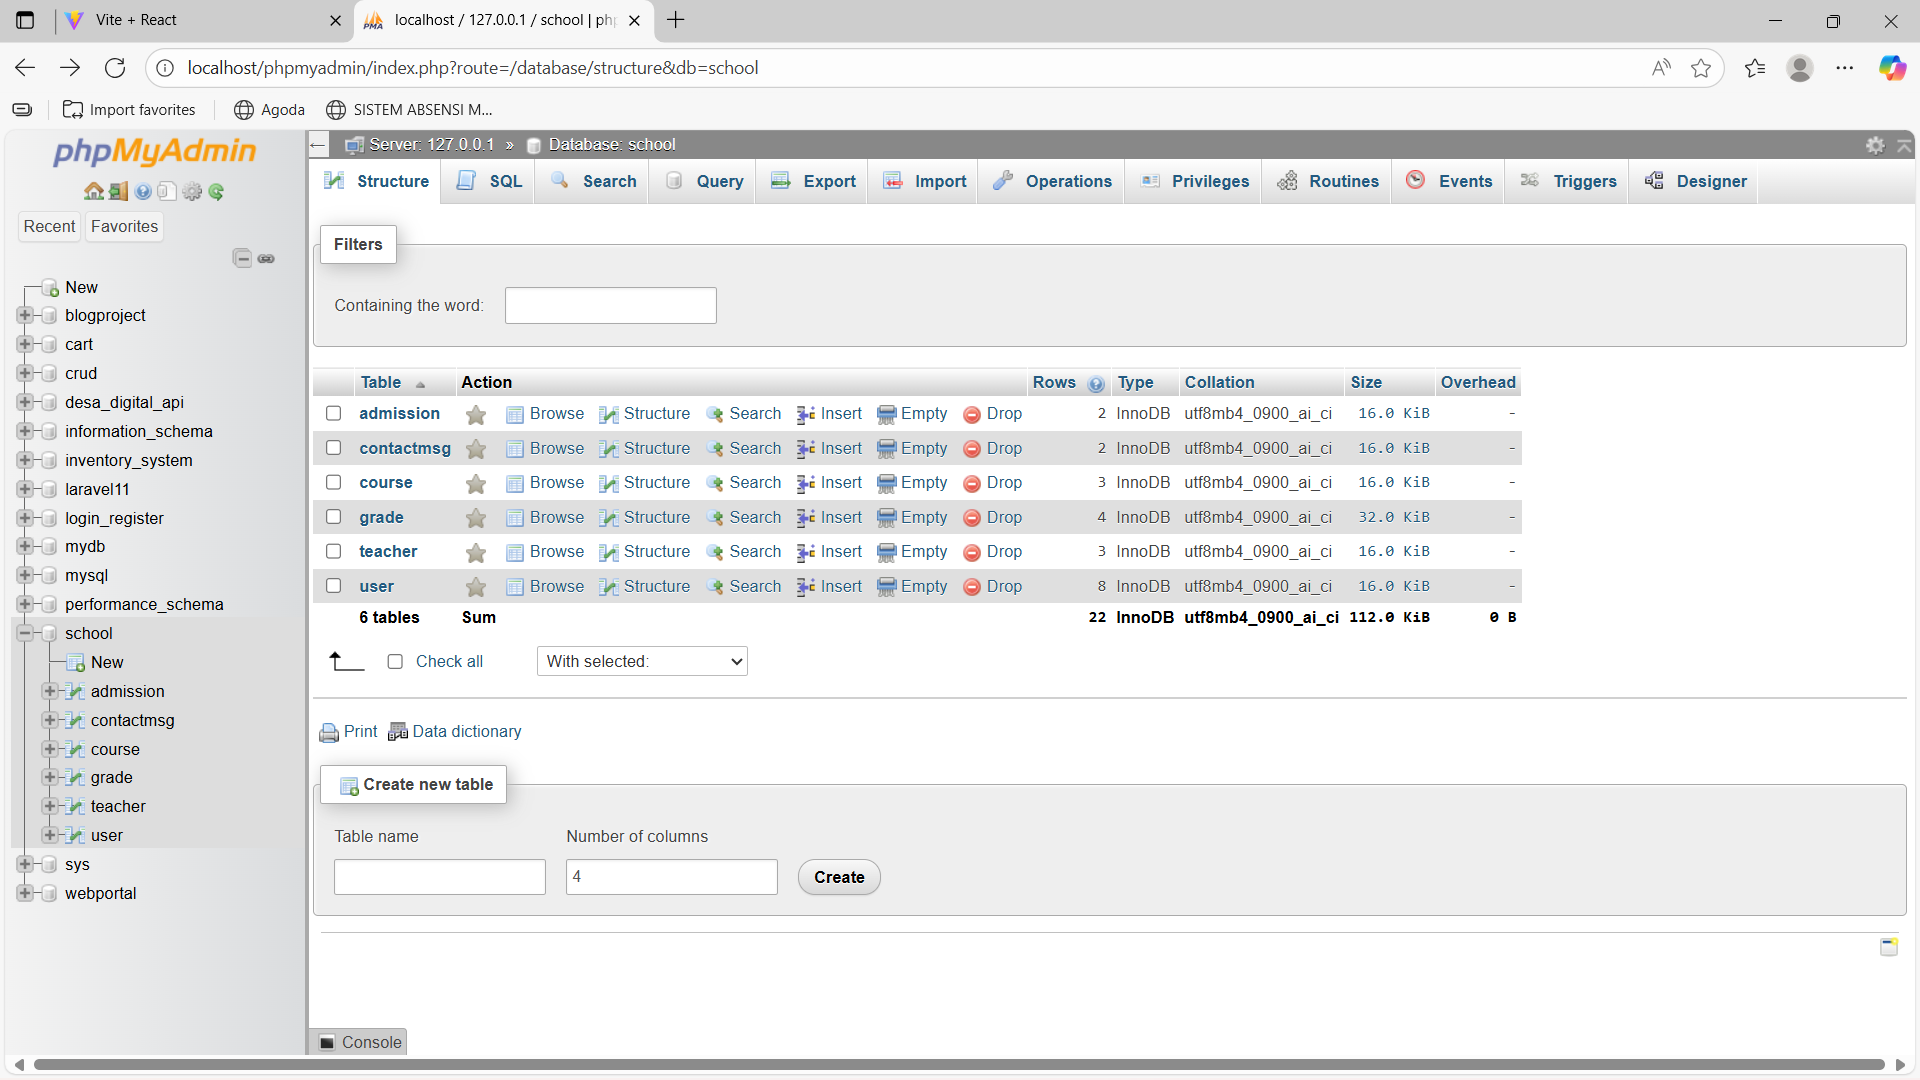 Vite + React
localhost / 127.0.0.1 / school | php
localhost/phpmyadmin/index.php?route=/database/structure&db=school
Import favorites
Agoda
SISTEM ABSENSI M...
phpMyAdmin
Recent
Favorites
New
blogproject
cart
crud
desa_digital_api
information_schema
inventory_system
laravel11
login_register
mydb
mysql
performance_schema
school
New
admission
contactmsg
course
grade
teacher
user
sys
webportal
Server: 127.0.0.1 » Database: school
Structure SQL Search Query Export Import Operations Privileges Routines Events Triggers Designer
Filters
Containing the word:
Table Action Rows Type Collation Size Overhead
admission Browse Structure Search Insert Empty Drop 2 InnoDB utf8mb4_0900_ai_ci 16.0 KiB -
contactmsg Browse Structure Search Insert Empty Drop 2 InnoDB utf8mb4_0900_ai_ci 16.0 KiB -
course Browse Structure Search Insert Empty Drop 3 InnoDB utf8mb4_0900_ai_ci 16.0 KiB -
grade Browse Structure Search Insert Empty Drop 4 InnoDB utf8mb4_0900_ai_ci 32.0 KiB -
teacher Browse Structure Search Insert Empty Drop 3 InnoDB utf8mb4_0900_ai_ci 16.0 KiB -
user Browse Structure Search Insert Empty Drop 8 InnoDB utf8mb4_0900_ai_ci 16.0 KiB -
6 tables Sum 22 InnoDB utf8mb4_0900_ai_ci 112.0 KiB 0 B
Check all
With selected:
Print
Data dictionary
Create new table
Table name
Number of columns
4
Create
Console